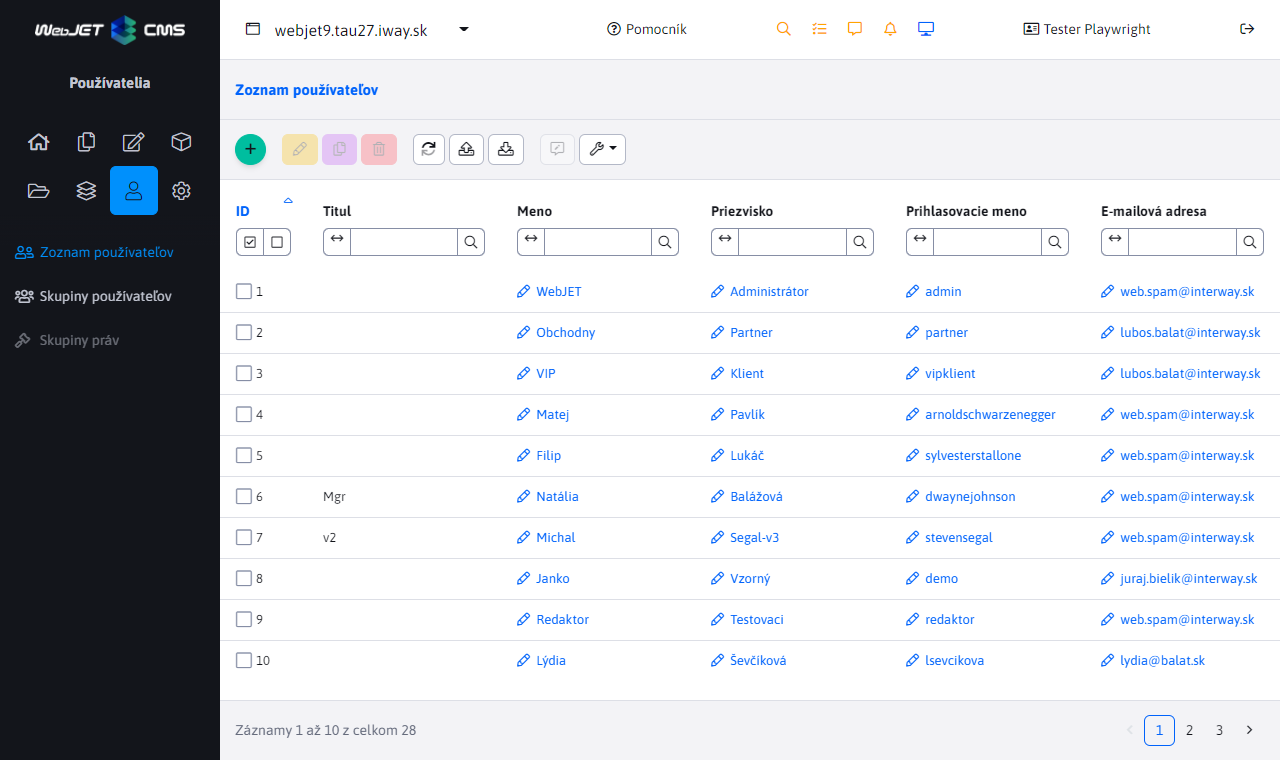 WebJET CMS
webjet9.tau27.iway.sk
Pomocník
Tester Playwright
Používatelia
Zoznam používateľov
Zoznam používateľov
Skupiny používateľov
Skupiny práv
ID Titul Meno Priezvisko Prihlasovacie meno E-mailová adresa
1 WebJET Administrátor admin web.spam@interway.sk
2 Obchodny Partner partner lubos.balat@interway.sk
3 VIP Klient vipklient lubos.balat@interway.sk
4 Matej Pavlík arnoldschwarzenegger web.spam@interway.sk
5 Filip Lukáč sylvesterstallone web.spam@interway.sk
6 Mgr Natália Balážová dwaynejohnson web.spam@interway.sk
7 v2 Michal Segal-v3 stevensegal web.spam@interway.sk
8 Janko Vzorný demo juraj.bielik@interway.sk
9 Redaktor Testovaci redaktor web.spam@interway.sk
10 Lýdia Ševčíková lsevcikova lydia@balat.sk
Záznamy 1 až 10 z celkom 28
1 2 3